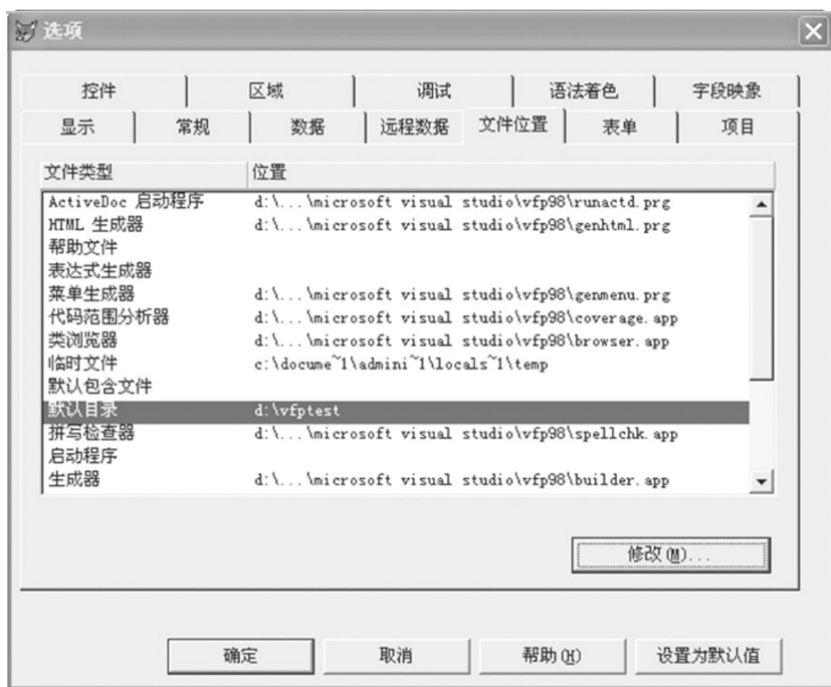 选项
控件 区域 调试 语法着色 字段映象
显示 常规 数据 远程数据 文件位置 表单 项目
文件类型 位置
ActiveDoc 启动程序 d:\...\microsoft visual studio\vfp98\runactd.prg
HTML 生成器 d:\...\microsoft visual studio\vfp98\genhtml.prg
帮助文件
表达式生成器
菜单生成器 d:\...\microsoft visual studio\vfp98\genmenu.prg
代码范围分析器 d:\...\microsoft visual studio\vfp98\coverage.app
类浏览器 d:\...\microsoft visual studio\vfp98\browser.app
临时文件 c:\docume~1\admini~1\locals~1\temp
默认包含文件
默认目录 d:\vfptest
拼写检查器 d:\...\microsoft visual studio\vfp98\spellchk.app
启动程序
生成器 d:\...\microsoft visual studio\vfp98\builder.app
修改(M)...
确定 取消 帮助(H) 设置为默认值